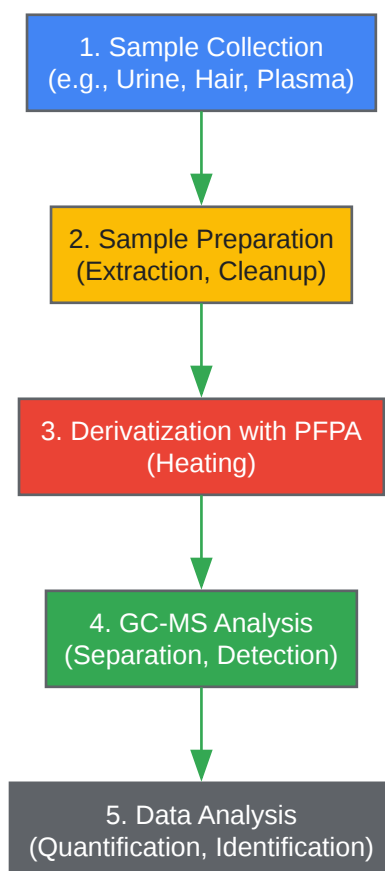 1. Sample Collection
(e.g., Urine, Hair, Plasma)
2. Sample Preparation
(Extraction, Cleanup)
3. Derivatization with PFPA
(Heating)
4. GC-MS Analysis
(Separation, Detection)
5. Data Analysis
(Quantification, Identification)